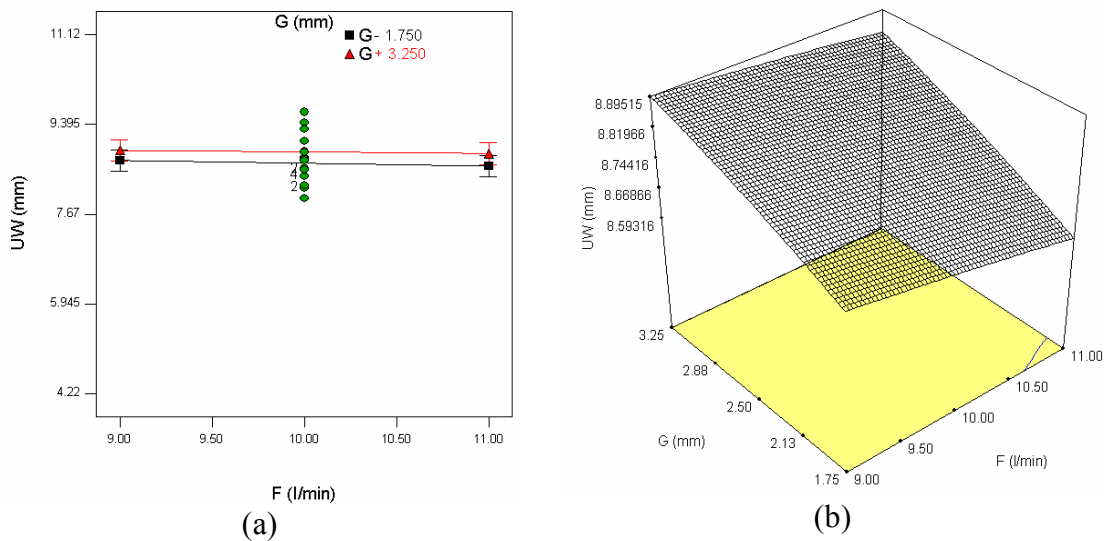 G (mm)
G- 1.750
G+ 3.250
11.12
9.395
7.67
5.945
4.22
UW (mm)
4
2
9.00 9.50 10.00 10.50 11.00
F (l/min)
(a)
8.89515
8.81966
8.74416
8.66866
8.59316
UW (mm)
3.25
2.88
2.50
2.13
1.75
G (mm)
9.00
9.50
10.00
10.50
11.00
F (l/min)
(b)